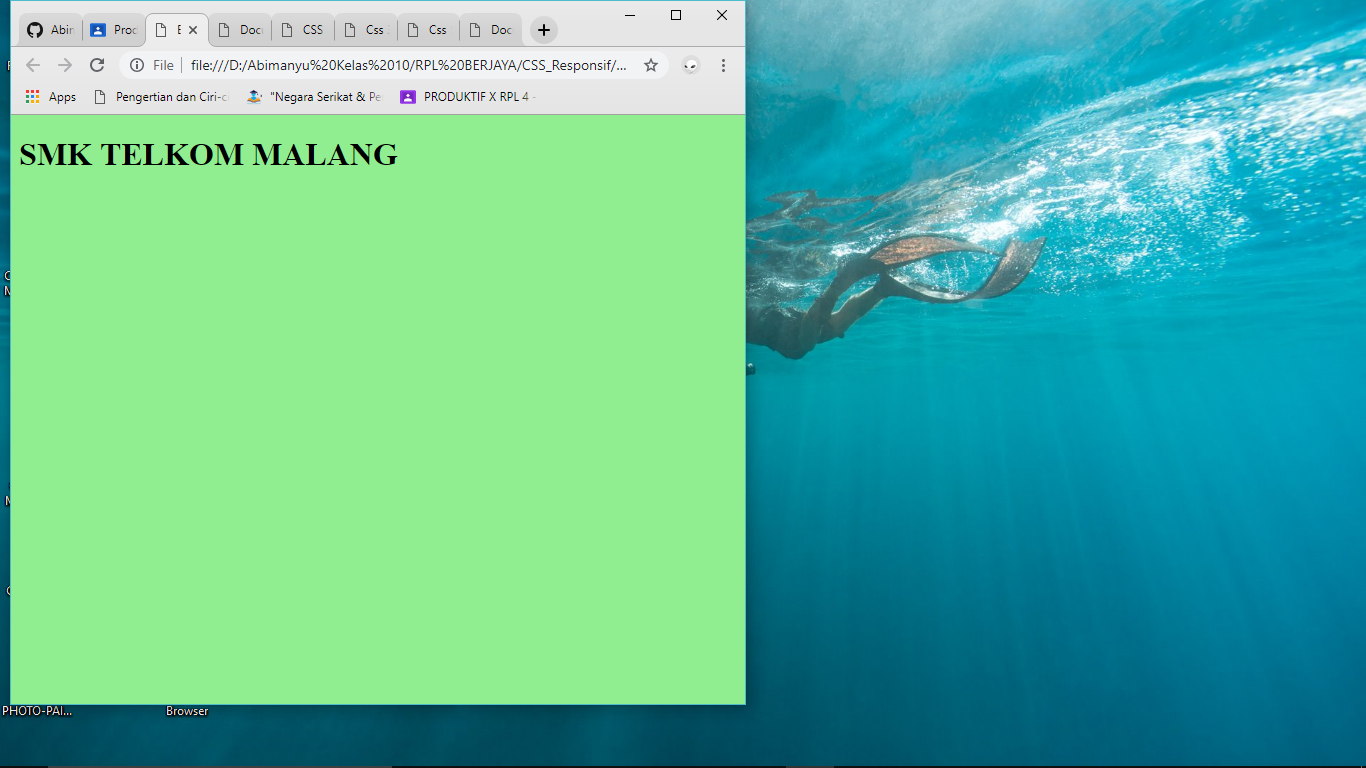 Abin
Proc
E
Doc
CSS
Css
Css
Doc
File
file:///D:/Abimanyu%20Kelas%2010/RPL%20BERJAYA/CSS_Responsif/...
Apps
Pengertian dan Ciri-c
"Negara Serikat & Pe
PRODUKTIF X RPL 4 -
SMK TELKOM MALANG
PHOTO-PAI...
Browser